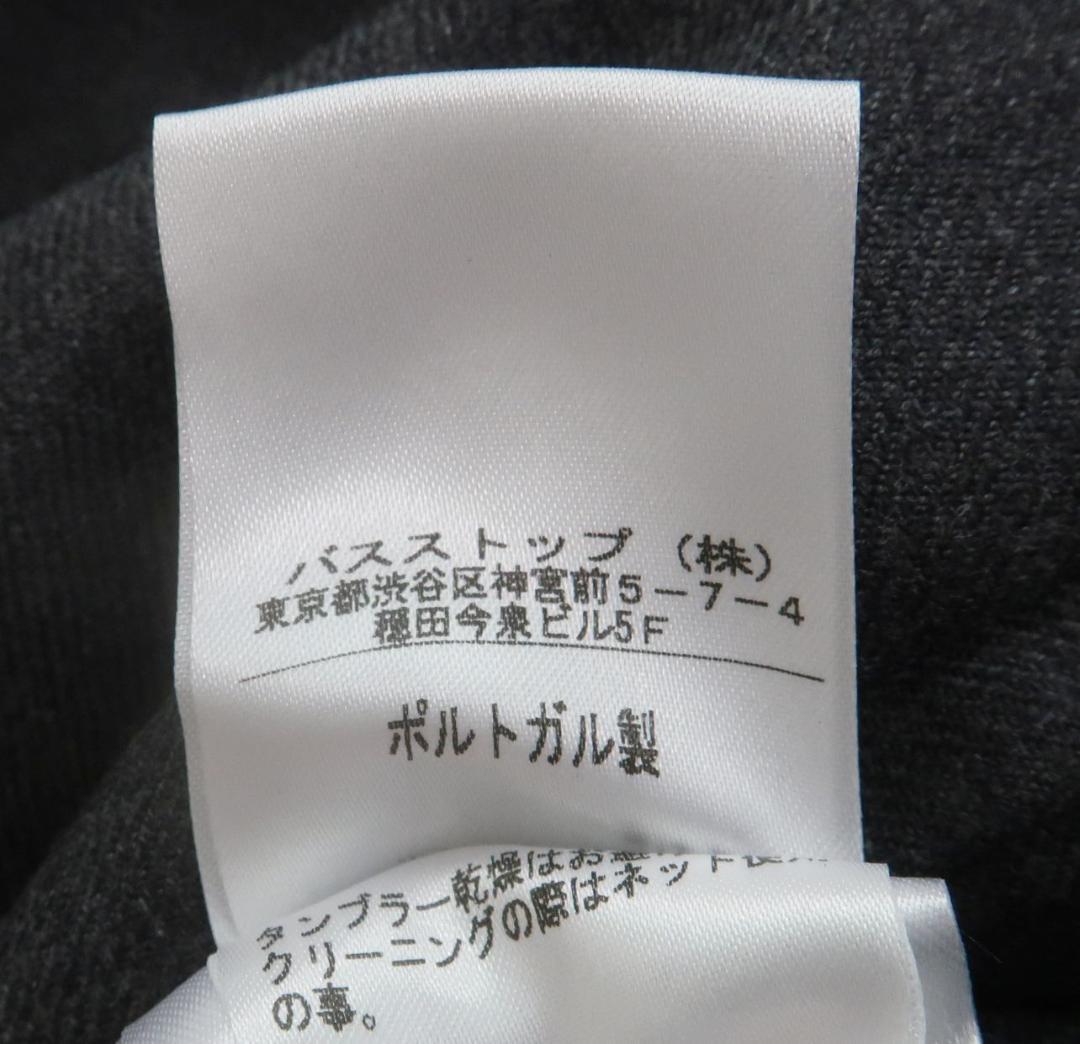 バスストップ (株)
東京都渋谷区神宮前5-7-4
穏田今泉ビル5F
ポルトガル製
タンブラー乾燥はお
クリーニングの際はネット使用
の事。